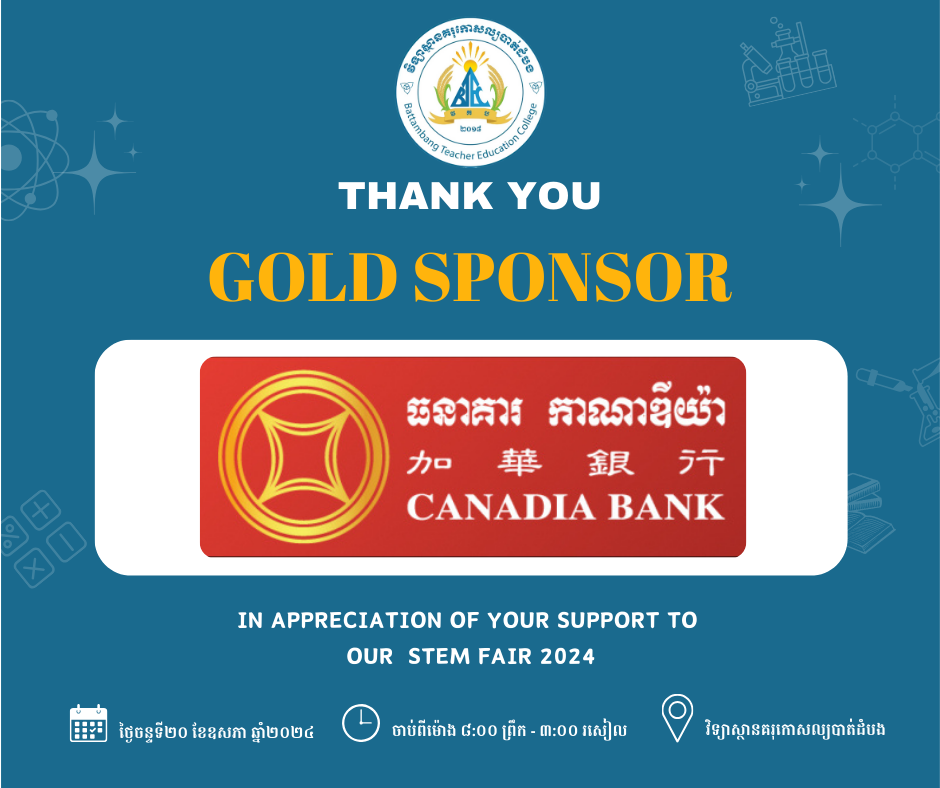 វិទ្យាស្ថានគរុកោសល្យបាត់ដំបង
BTEC
ជ ត ប
២០១៨
Battambang Teacher Education College
THANK YOU
GOLD SPONSOR
ធនាគារ កាណាឌីយ៉ា
加華銀行
CANADIA BANK
IN APPRECIATION OF YOUR SUPPORT TO
OUR STEM FAIR 2024
ថ្ងៃចន្ទទី២០ ខែឧសភា ឆ្នាំ២០២៤
ចាប់ពីម៉ោង ៨:០០ ព្រឹក - ៣:០០ រសៀល
វិទ្យាស្ថានគរុកោសល្យបាត់ដំបង